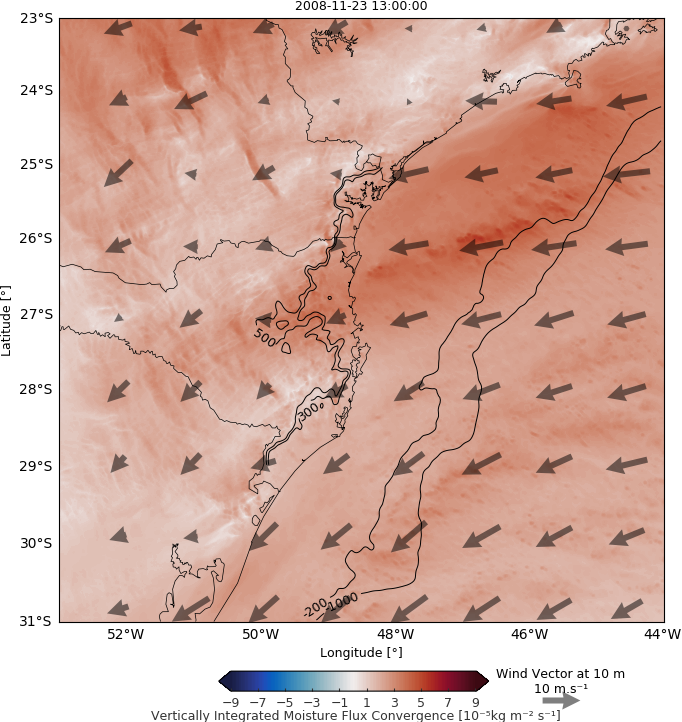 2008-11-23 13:00:00
23°S
24°S
25°S
26°S
27°S
28°S
29°S
30°S
31°S
Latitude [°]
500
300
-200
-1000
52°W 50°W 48°W 46°W 44°W
Longitude [°]
Wind Vector at 10 m
10 m.s⁻¹
−9 −7 −5 −3 −1 1 3 5 7 9
Vertically Integrated Moisture Flux Convergence [10⁻⁵kg m⁻² s⁻¹]